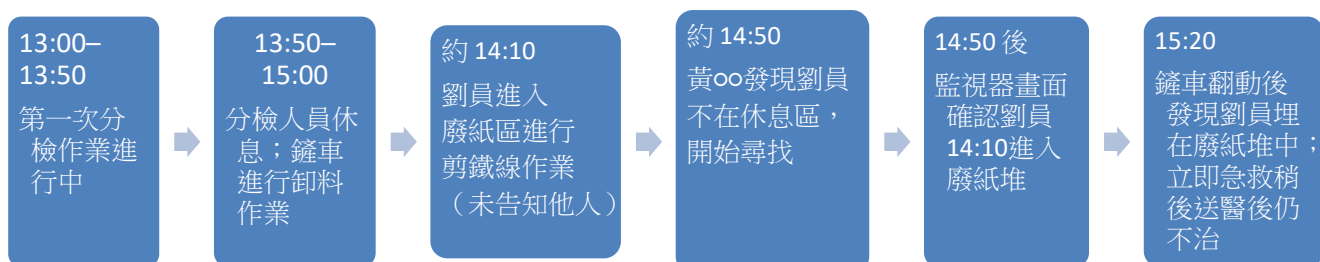 13:00–
13:50
第一次分
檢作業進
行中
13:50–
15:00
分檢人員休
息；鏟車
進行卸料
作業
約 14:10
劉員進入
廢紙區進行
剪鐵線作業
（未告知他人）
約 14:50
黃oo發現劉員
不在休息區，
開始尋找
14:50 後
監視器畫面
確認劉員
14:10進入
廢紙堆
15:20
鏟車翻動後
發現劉員埋
在廢紙堆中；
立即急救稍
後送醫後仍
不治